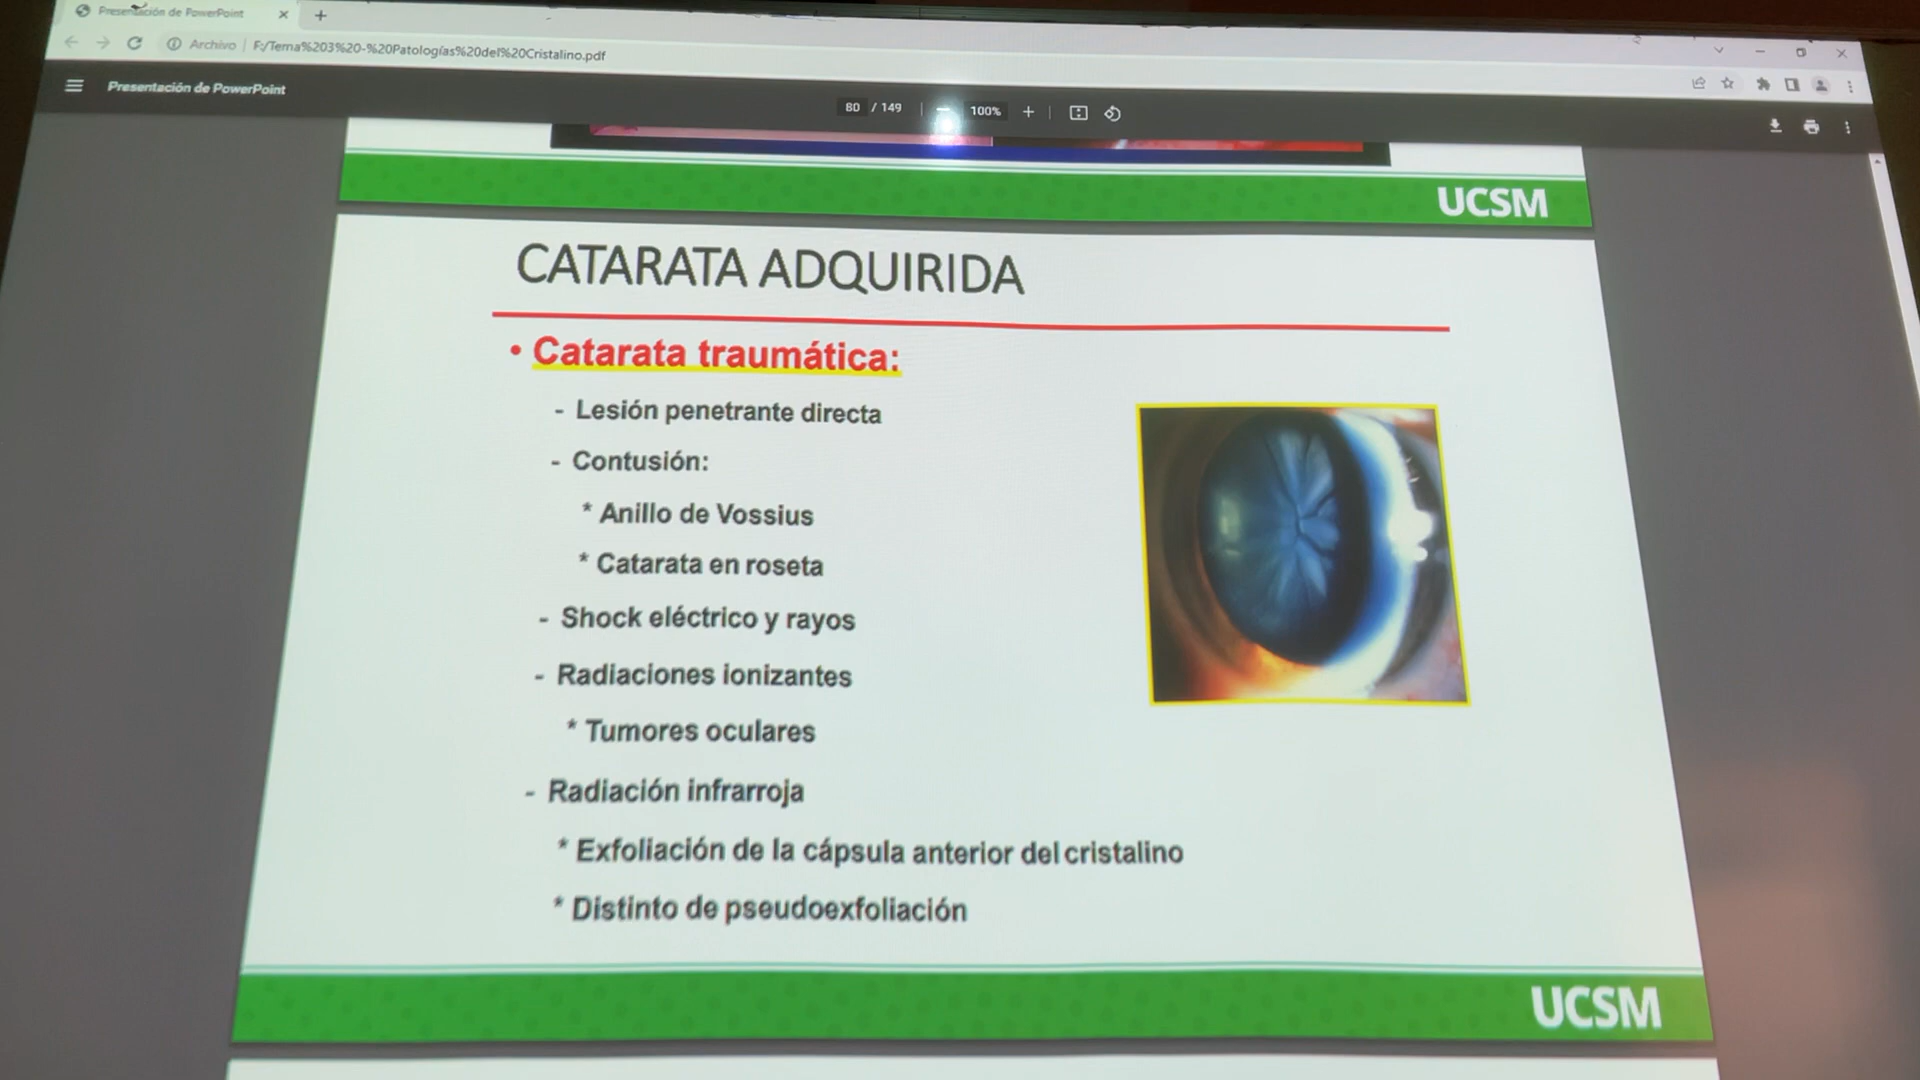 Presentación de PowerPoint
Archivo | F:/Tema%203%20-%20Patologías%20del%20Cristalino.pdf
Presentación de PowerPoint
80 / 149
100%
UCSM
CATARATA ADQUIRIDA
• Catarata traumática:
- Lesión penetrante directa
- Contusión:
* Anillo de Vossius
* Catarata en roseta
- Shock eléctrico y rayos
- Radiaciones ionizantes
* Tumores oculares
- Radiación infrarroja
* Exfoliación de la cápsula anterior del cristalino
* Distinto de pseudoexfoliación
UCSM